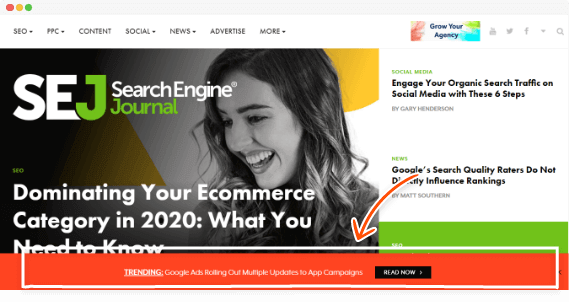 SEO PPC CONTENT SOCIAL NEWS ADVERTISE MORE
Grow Your
Agency
SEJ SearchEngine®
Journal
SEO
Dominating Your Ecommerce
Category in 2020: What You
Need to Know
SOCIAL MEDIA
Engage Your Organic Search Traffic on
Social Media with These 6 Steps
BY GARY HENDERSON
NEWS
Google's Search Quality Raters Do Not
Directly Influence Rankings
BY MATT SOUTHERN
SEO
TRENDING: Google Ads Rolling Out Multiple Updates to App Campaigns READ NOW >